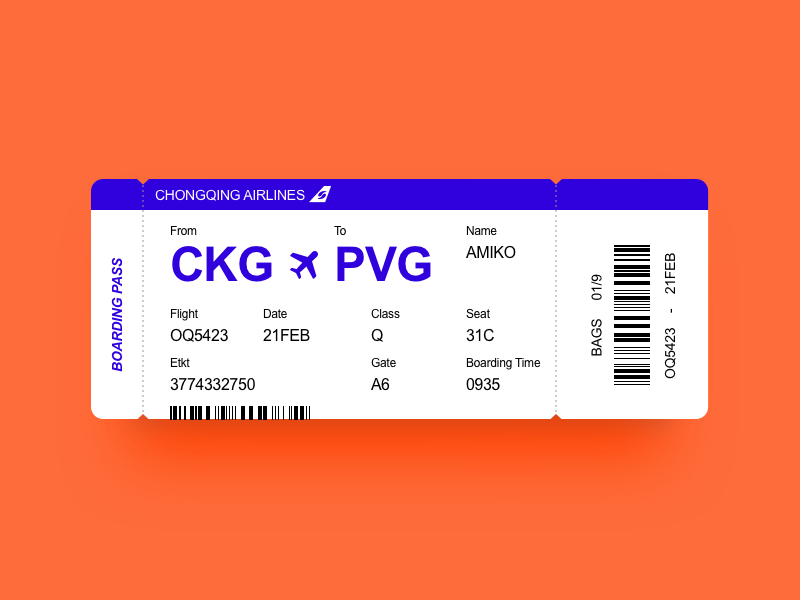 CHONGQING AIRLINES
BOARDING PASS
From To Name
CKG PVG AMIKO
Flight Date Class Seat
OQ5423 21FEB Q 31C
Etkt Gate Boarding Time
3774332750 A6 0935
BAGS 01/9
OQ5423 - 21FEB